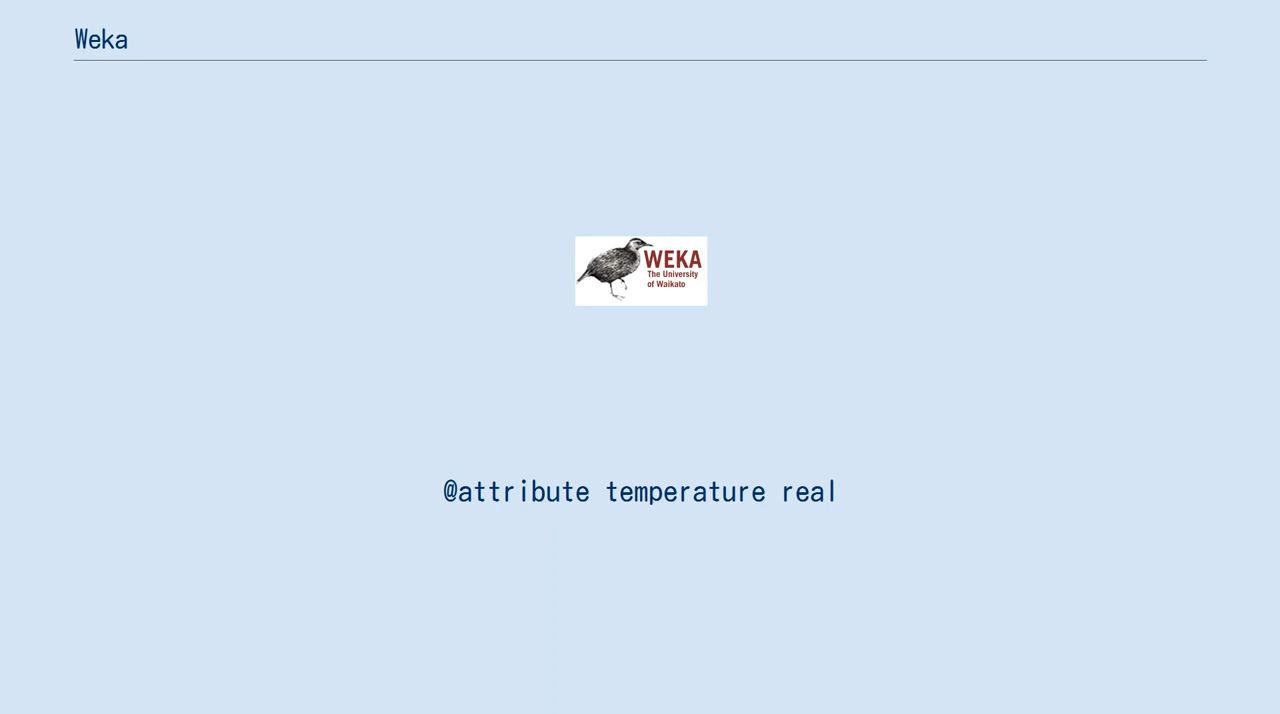 Weka
WEKA
The University
of Waikato
@attribute temperature real